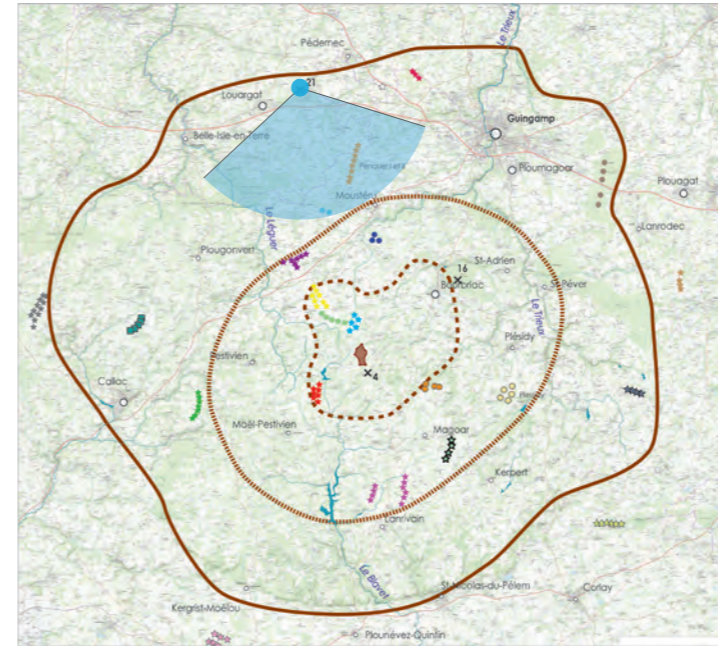 Le Trieux
Pédernec
21
Louargat
Guingamp
Belle-Isle-en-Terre
Ploumagoar
Plouagat
Moustéru
Le Léguer
Lanrodec
Plougonvert
St-Adrien
16
Bourbriac
St-Péver
Le Trieux
Plésidy
Pestivien
4
Callac
Plésidy
Maël-Pestivien
Magoar
Kerpert
Lanrivain
Le Blavet
St-Nicolas-du-Pélem
Corlay
Kergrist-Moëlou
Plounévez-Quintin